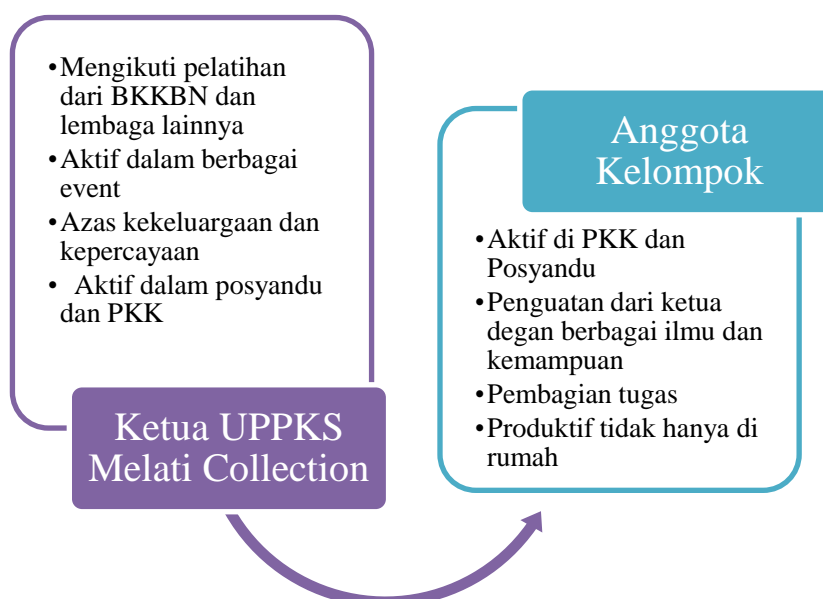 •Mengikuti pelatihan
dari BKKBN dan
lembaga lainnya
•Aktif dalam berbagai
event
•Azas kekeluargaan dan
kepercayaan
• Aktif dalam posyandu
dan PKK
Ketua UPPKS
Melati Collection
Anggota
Kelompok
•Aktif di PKK dan
Posyandu
•Penguatan dari ketua
degan berbagai ilmu dan
kemampuan
•Pembagian tugas
•Produktif tidak hanya di
rumah